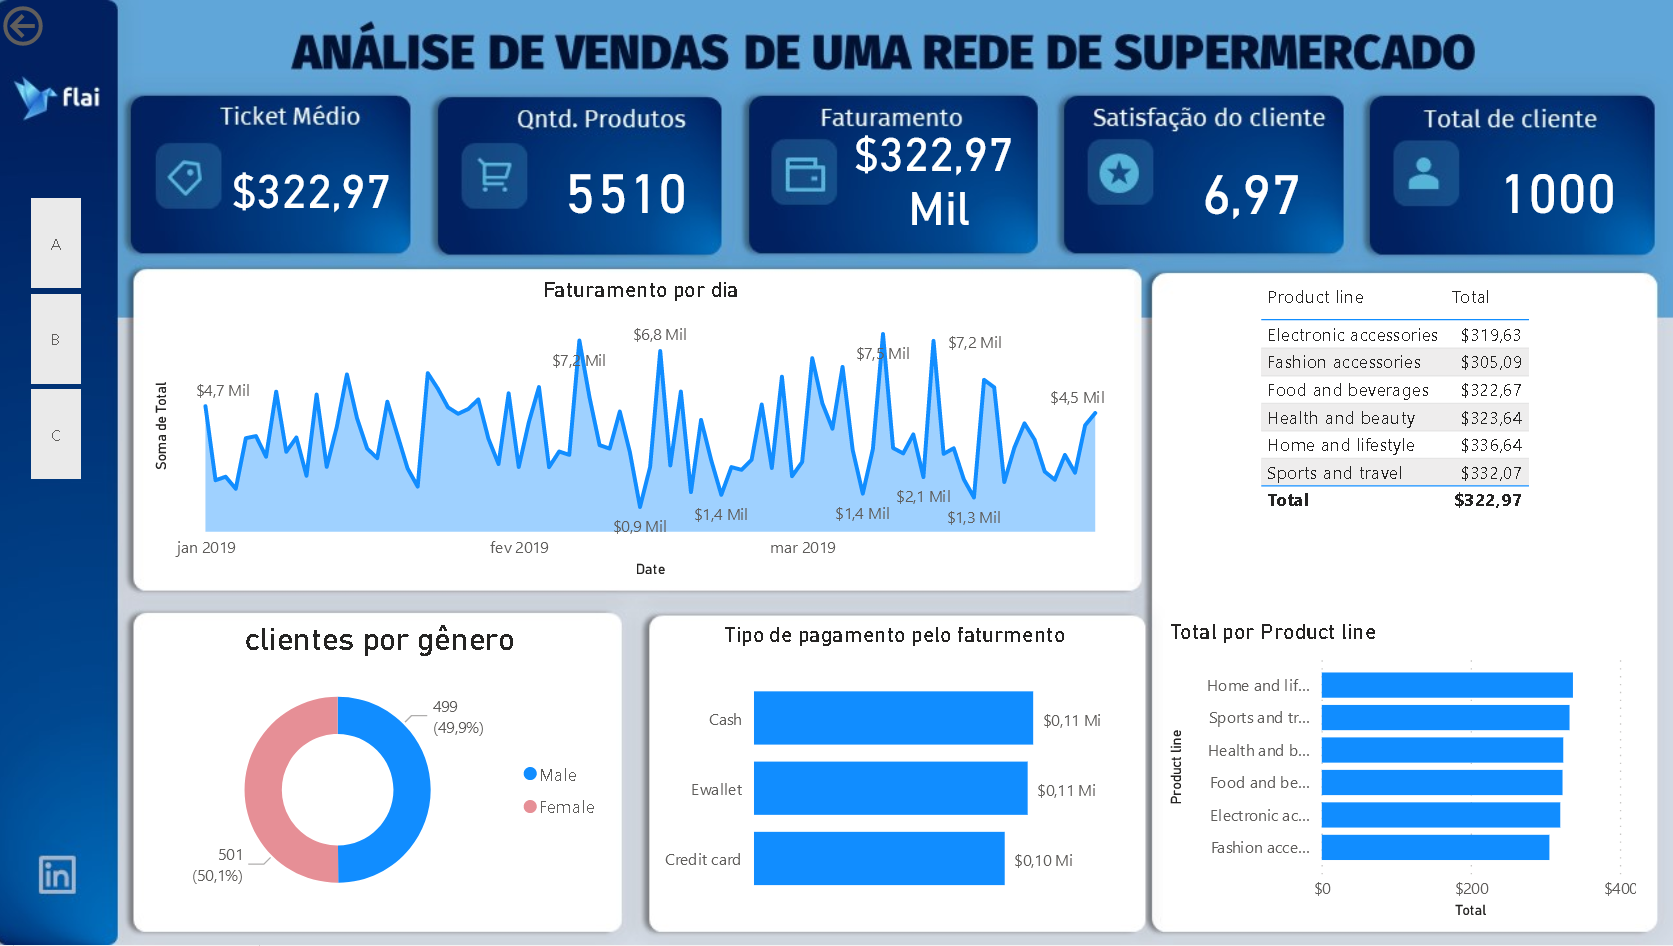 ANÁLISE DE VENDAS DE UMA REDE DE SUPERMERCADO
flai
A
B
C
Ticket Médio
$322,97
Qntd. Produtos
5510
Faturamento
$322,97
Mil
Satisfação do cliente
6,97
Total de cliente
1000
Faturamento por dia
Soma de Total
$4,7 Mil
$7,2 Mil
$6,8 Mil
$0,9 Mil
$1,4 Mil
$7,5 Mil
$1,4 Mil
$2,1 Mil
$7,2 Mil
$1,3 Mil
$4,5 Mil
jan 2019
fev 2019
mar 2019
Date
Product line Total
Electronic accessories $319,63
Fashion accessories $305,09
Food and beverages $322,67
Health and beauty $323,64
Home and lifestyle $336,64
Sports and travel $332,07
Total $322,97
clientes por gênero
499
(49,9%)
501
(50,1%)
Male
Female
Tipo de pagamento pelo faturmento
Cash $0,11 Mi
Ewallet $0,11 Mi
Credit card $0,10 Mi
in
Total por Product line
Product line
Home and lif...
Sports and tr...
Health and b...
Food and be...
Electronic ac...
Fashion acce...
$0 $200 $400
Total